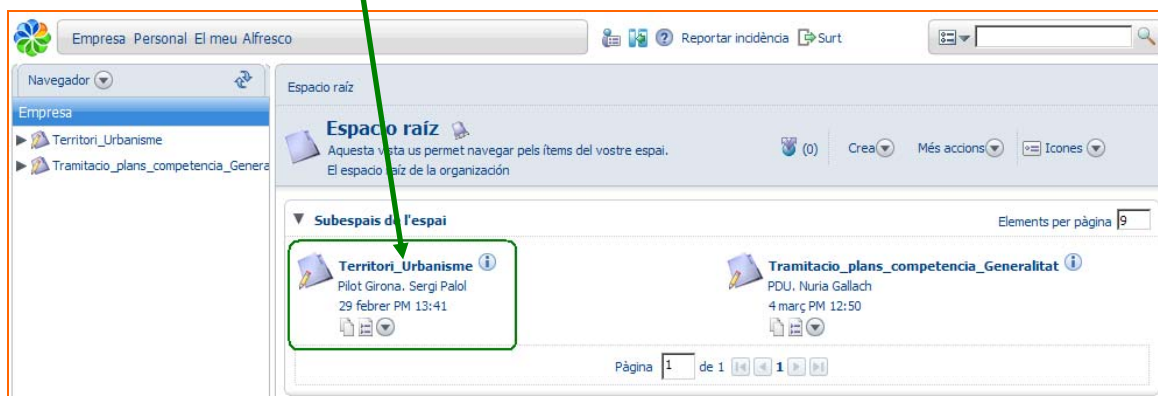 Empresa Personal El meu Alfresco
Reportar incidència Surt
Navegador
Empresa
Territori_Urbanisme
Tramitacio_plans_competencia_Genera
Espacio raíz
Espacio raíz
Aquesta vista us permet navegar pels ítems del vostre espai.
El espacio raíz de la organización
(0) Crea Més accions Icones
Subespais de l'espai
Elements per pàgina 9
Territori_Urbanisme
Pilot Girona. Sergi Palol
29 febrer PM 13:41
Tramitacio_plans_competencia_Generalitat
PDU. Nuria Gallach
4 març PM 12:50
Pàgina 1 de 1 1